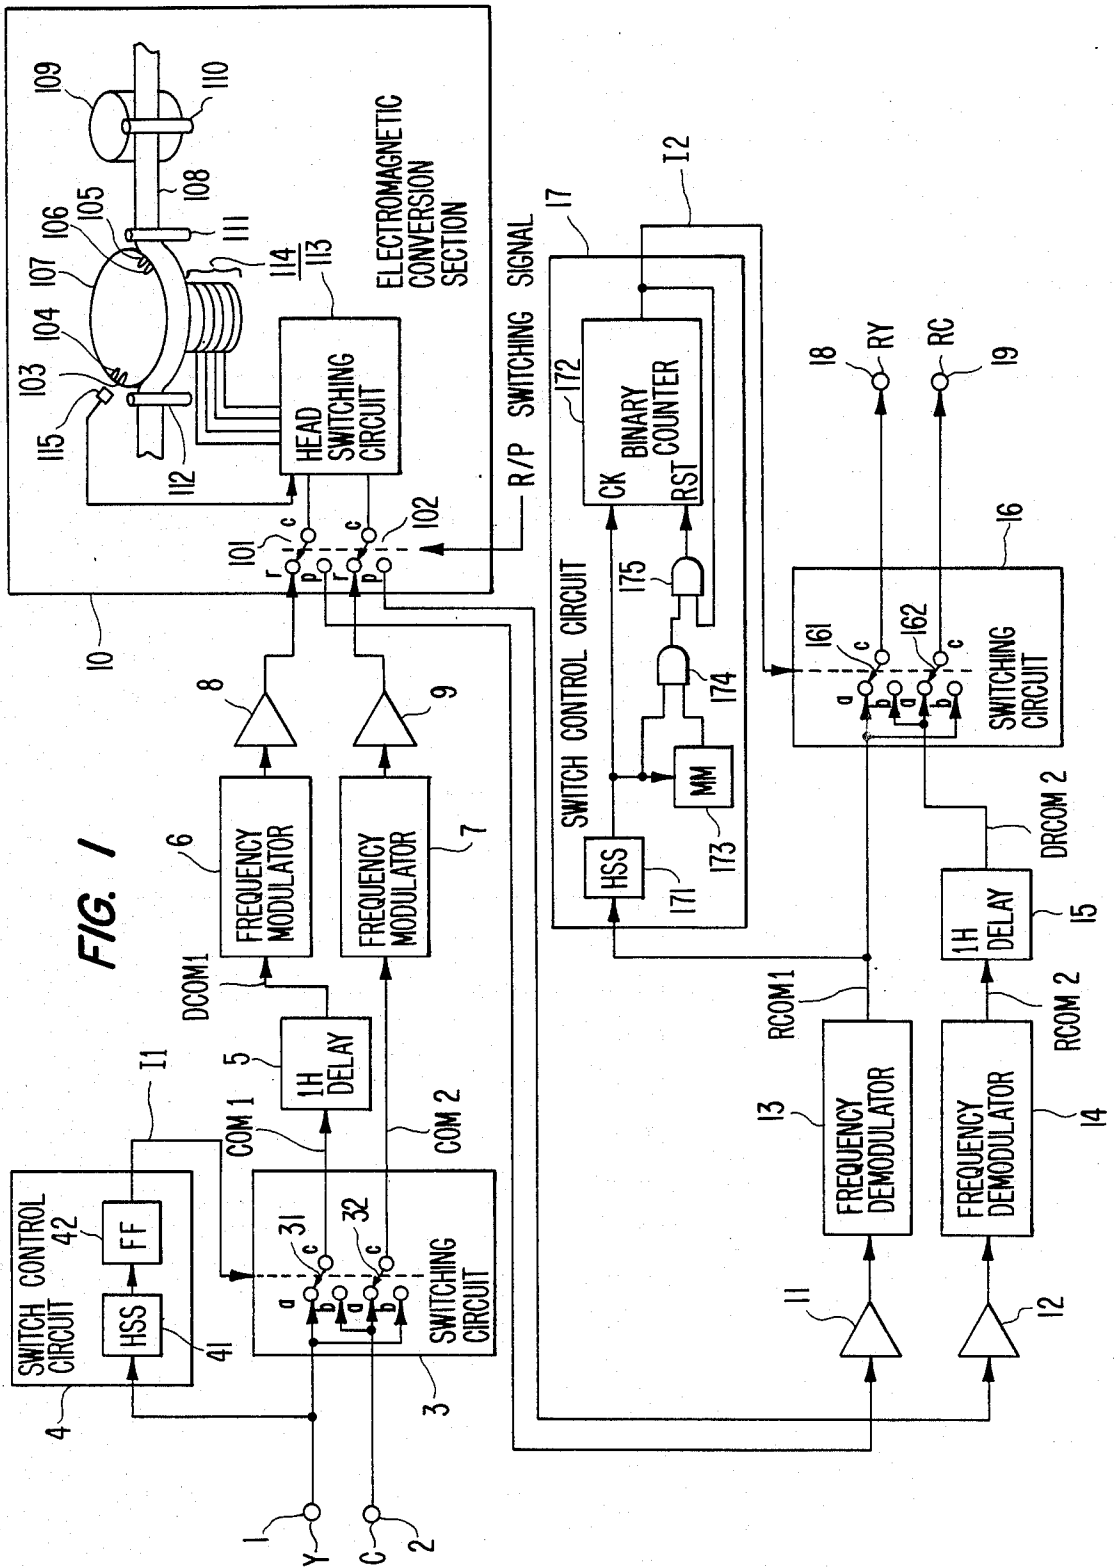 FIG. 1
SWITCH CONTROL
CIRCUIT
4
HSS
41
FF
42
I1
1
Y
C
2
3
a
b
a
b
c
c
31
32
SWITCHING
CIRCUIT
COM 1
COM 2
5
1H
DELAY
DCOM1
6
FREQUENCY
MODULATOR
FREQUENCY
MODULATOR
7
8
9
10
r
p
r
p
c
c
101
102
HEAD
SWITCHING
CIRCUIT
113
114
115
103
104
107
106
105
108
109
110
111
112
ELECTROMAGNETIC
CONVERSION
SECTION
R/P SWITCHING SIGNAL
SWITCH CONTROL CIRCUIT
17
HSS
171
MM
173
174
175
CK
RST
172
BINARY
COUNTER
I2
11
12
13
FREQUENCY
DEMODULATOR
FREQUENCY
DEMODULATOR
14
RCOM1
RCOM 2
1H
DELAY
15
DRCOM 2
a
b
a
b
c
c
161
162
SWITCHING
CIRCUIT
16
18
RY
RC
19